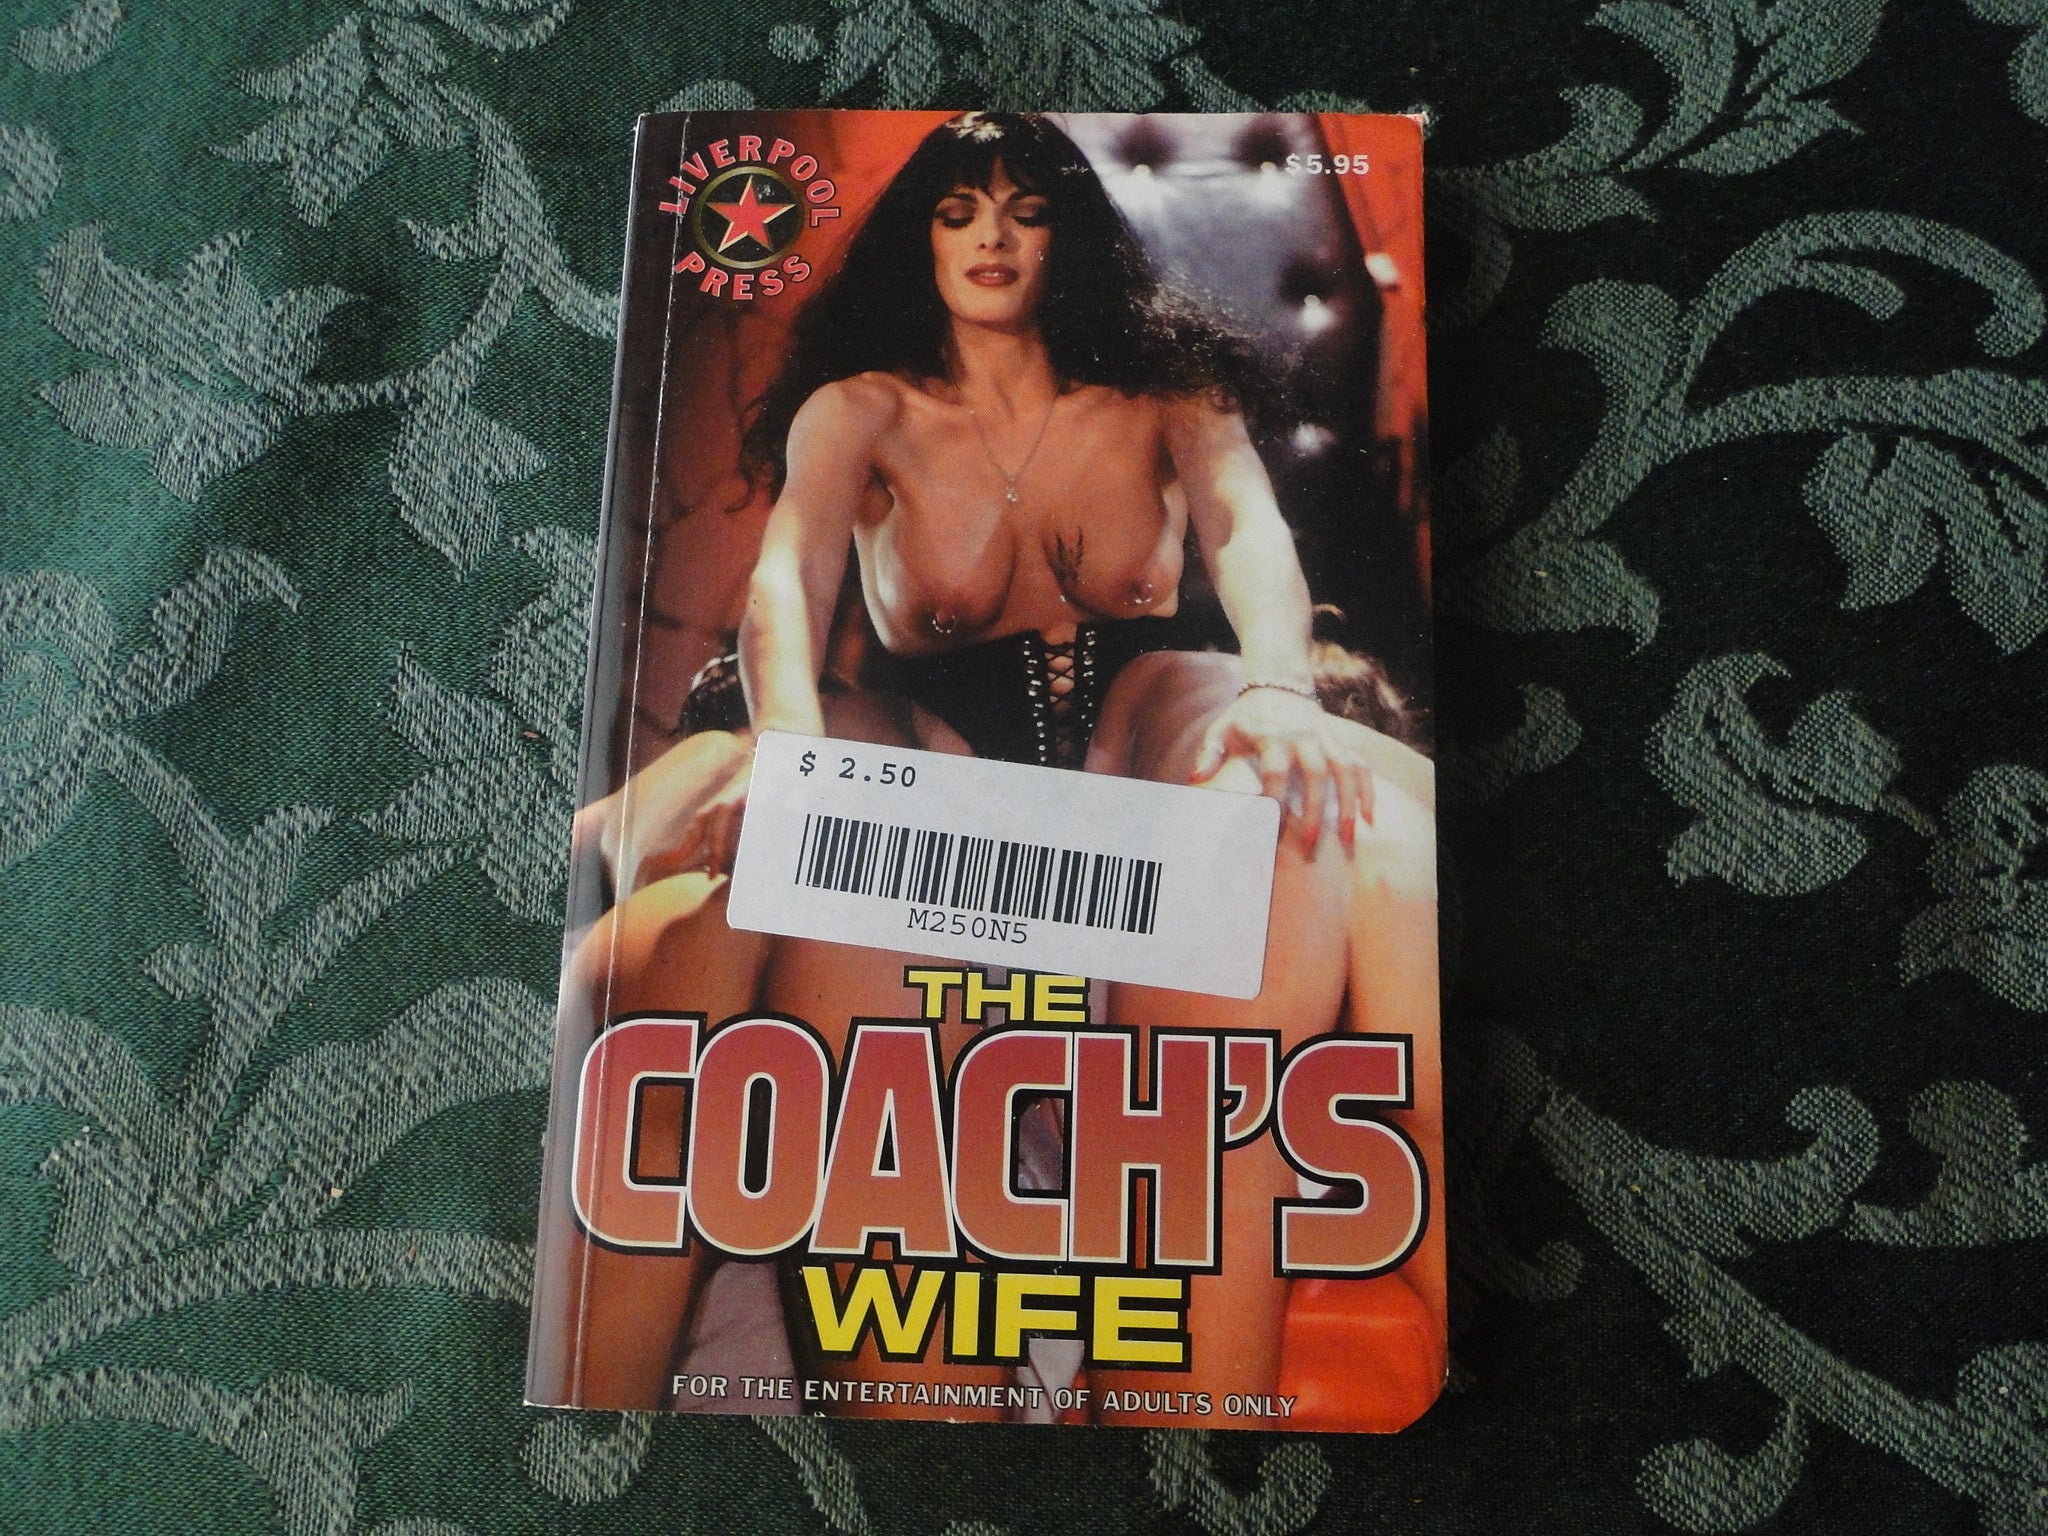 LIVERPOOL
PRESS
$5.95
$ 2.50
M250N5
THE
COACH'S
WIFE
FOR THE ENTERTAINMENT OF ADULTS ONLY